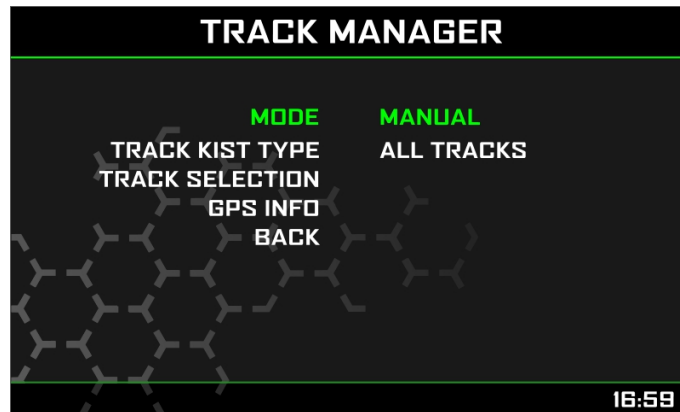 TRACK MANAGER
MODE MANUAL
TRACK KIST TYPE ALL TRACKS
TRACK SELECTION
GPS INFO
BACK
16:59